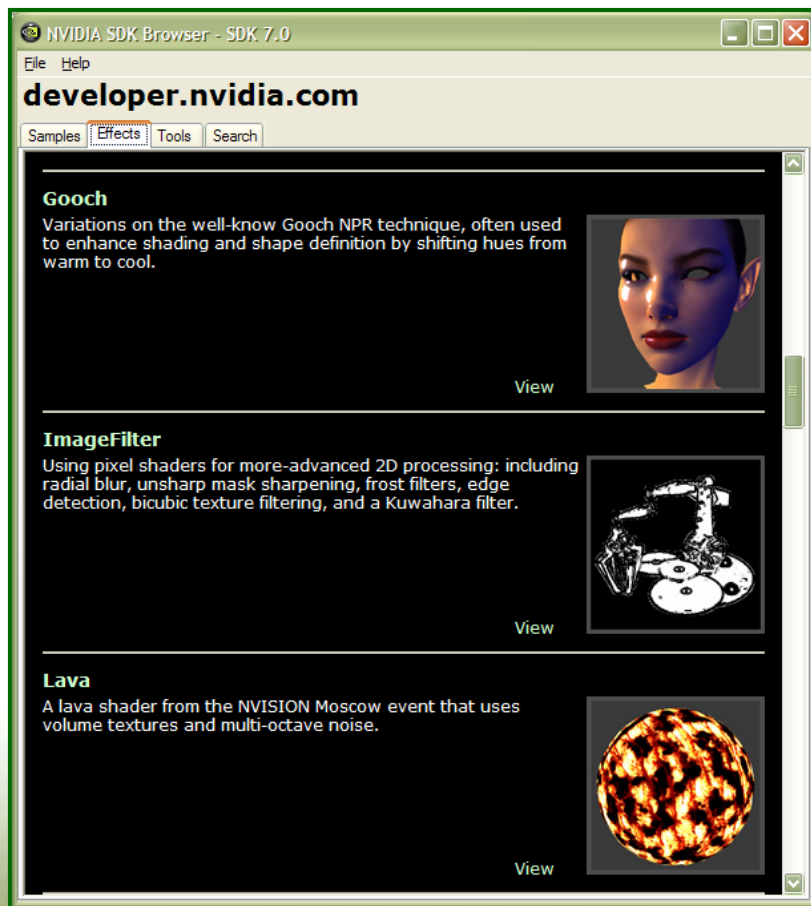 NVIDIA SDK Browser - SDK 7.0
File Help
developer.nvidia.com
Samples Effects Tools Search
Gooch
Variations on the well-know Gooch NPR technique, often used
to enhance shading and shape definition by shifting hues from
warm to cool.
View
ImageFilter
Using pixel shaders for more-advanced 2D processing: including
radial blur, unsharp mask sharpening, frost filters, edge
detection, bicubic texture filtering, and a Kuwahara filter.
View
Lava
A lava shader from the NVISION Moscow event that uses
volume textures and multi-octave noise.
View